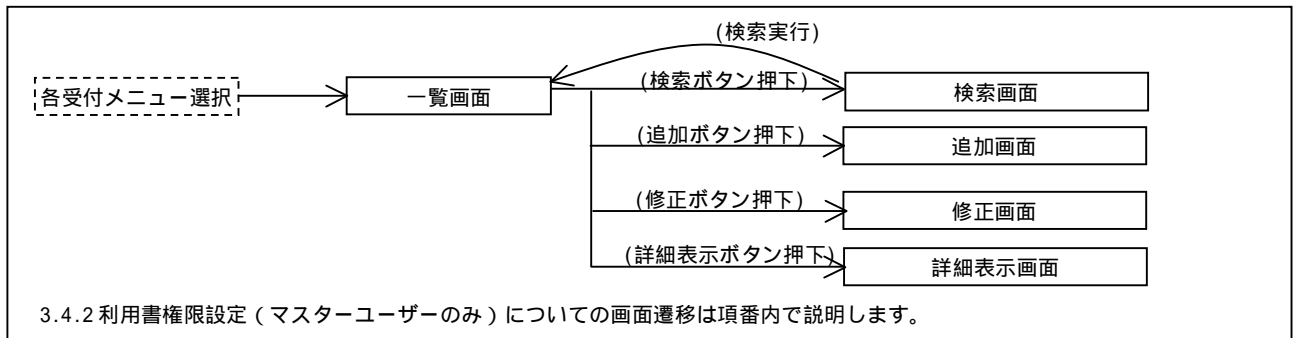 (検索実行)
各受付メニュー選択
一覧画面
(検索ボタン押下)
検索画面
(追加ボタン押下)
追加画面
(修正ボタン押下)
修正画面
(詳細表示ボタン押下)
詳細表示画面
3.4.2 利用書権限設定（マスターユーザーのみ）についての画面遷移は項番内で説明します。